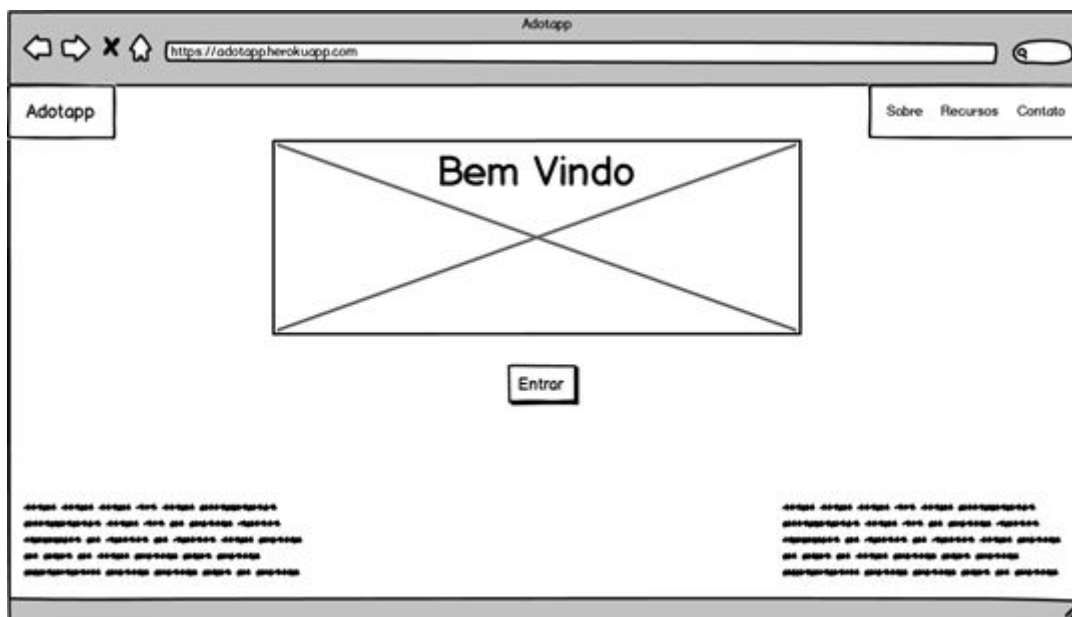 Adotapp
https://adotapp.herokuapp.com
Adotapp
Sobre Recursos Contato
Bem Vindo
Entrar